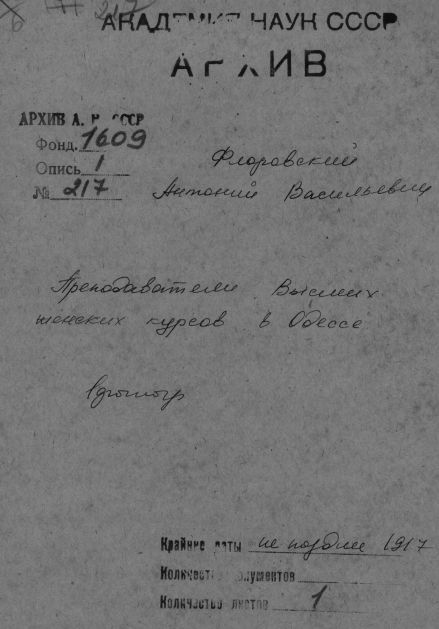 217
АКАДЕМИЯ НАУК СССР
АРХИВ
АРХИВ А. Н. СССР
Фонд. 1609
Опись 1
№ 217
Флоровский
Антоний Васильевич
Преподаватели Высших
женских курсов в Одессе
Крайние даты не позднее 1917
Количество документов
Количество листов 1